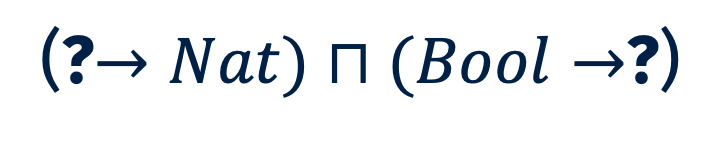 (?→ Nat) ⊓ (Bool →?)